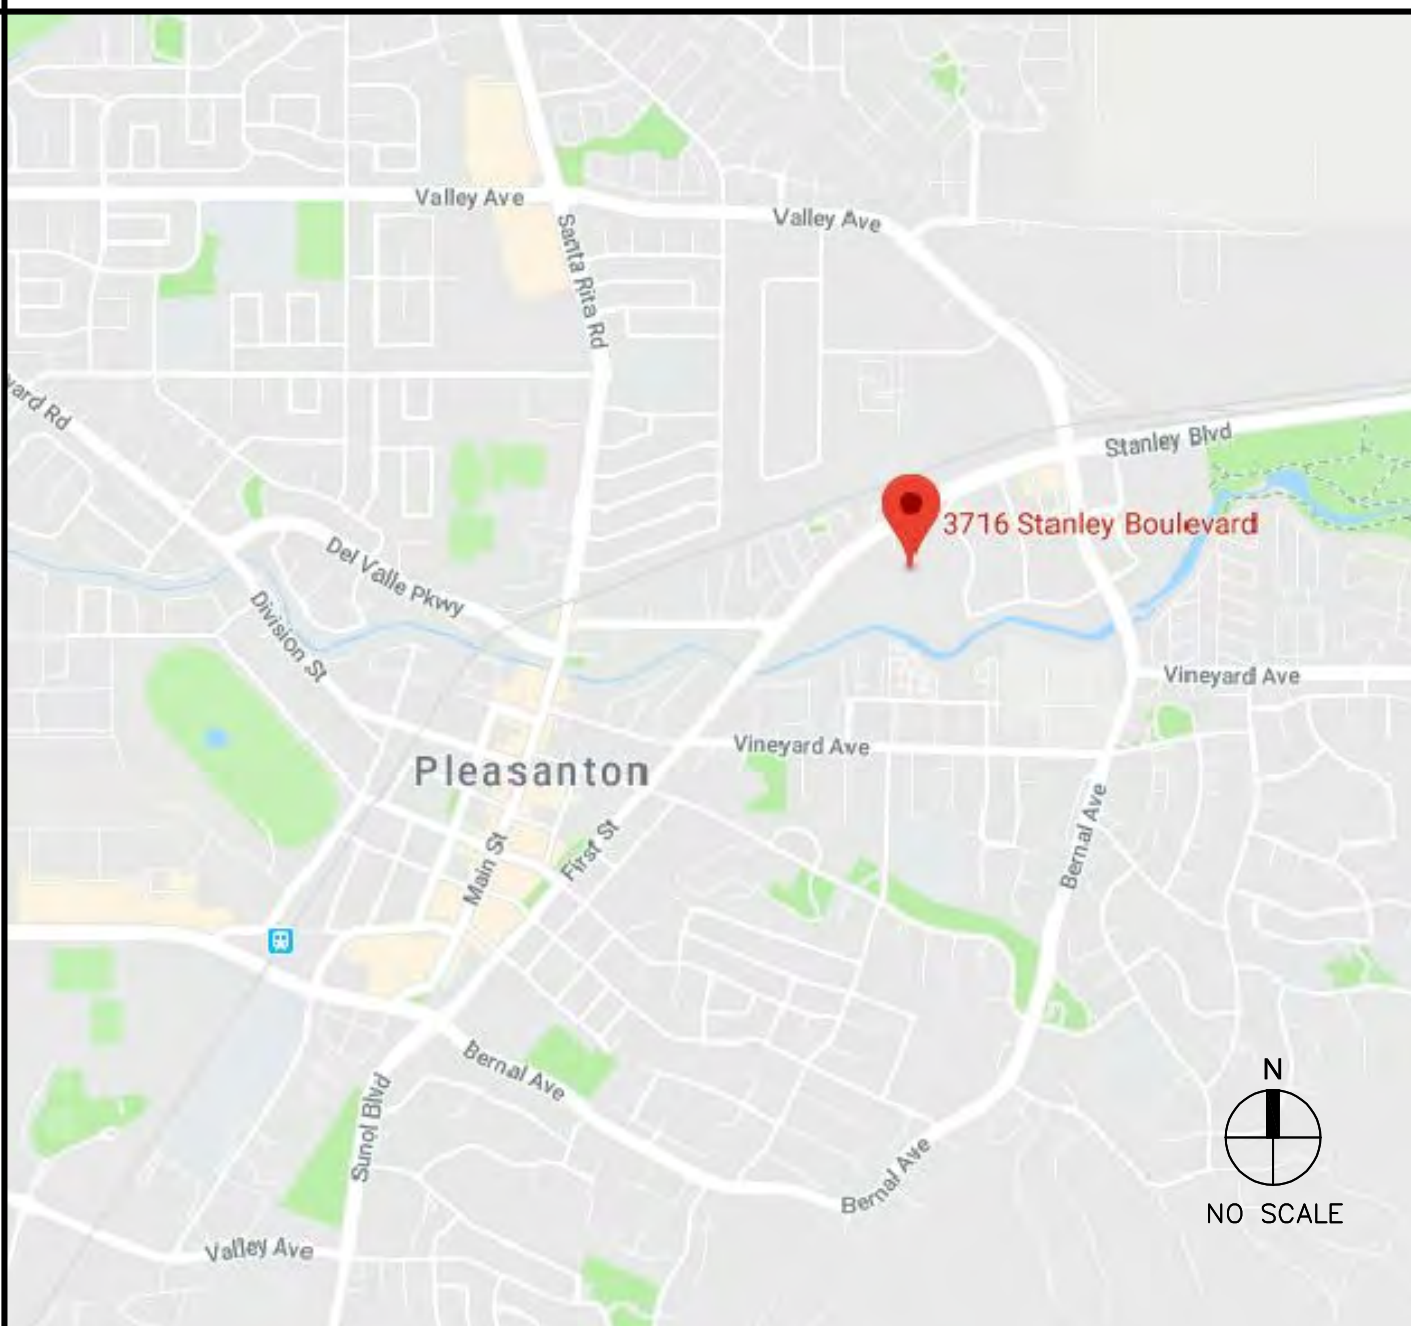 Valley Ave
Valley Ave
Santa Rita Rd
Stanley Blvd
3716 Stanley Boulevard
Del Valle Pkwy
Division St
Vineyard Ave
Vineyard Ave
Pleasanton
Main St
First St
Bernal Ave
Bernal Ave
Sunol Blvd
Bernal Ave
Valley Ave
N
NO SCALE